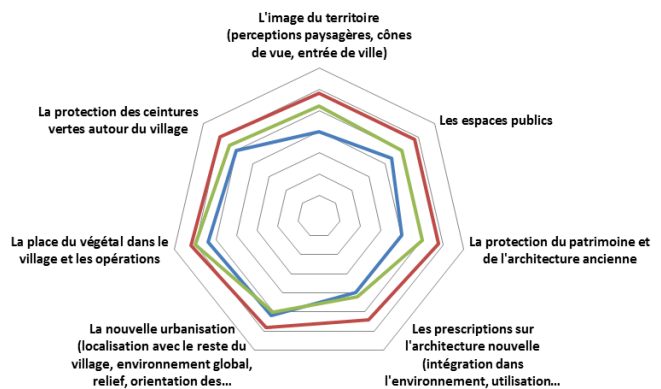 L'image du territoire
(perceptions paysagères, cônes
de vue, entrée de ville)
La protection des ceintures
vertes autour du village
Les espaces publics
La place du végétal dans le
village et les opérations
La protection du patrimoine et
de l'architecture ancienne
La nouvelle urbanisation
(localisation avec le reste du
village, environnement global,
relief, orientation des...
Les prescriptions sur
l'architecture nouvelle
(intégration dans
l'environnement, utilisation...